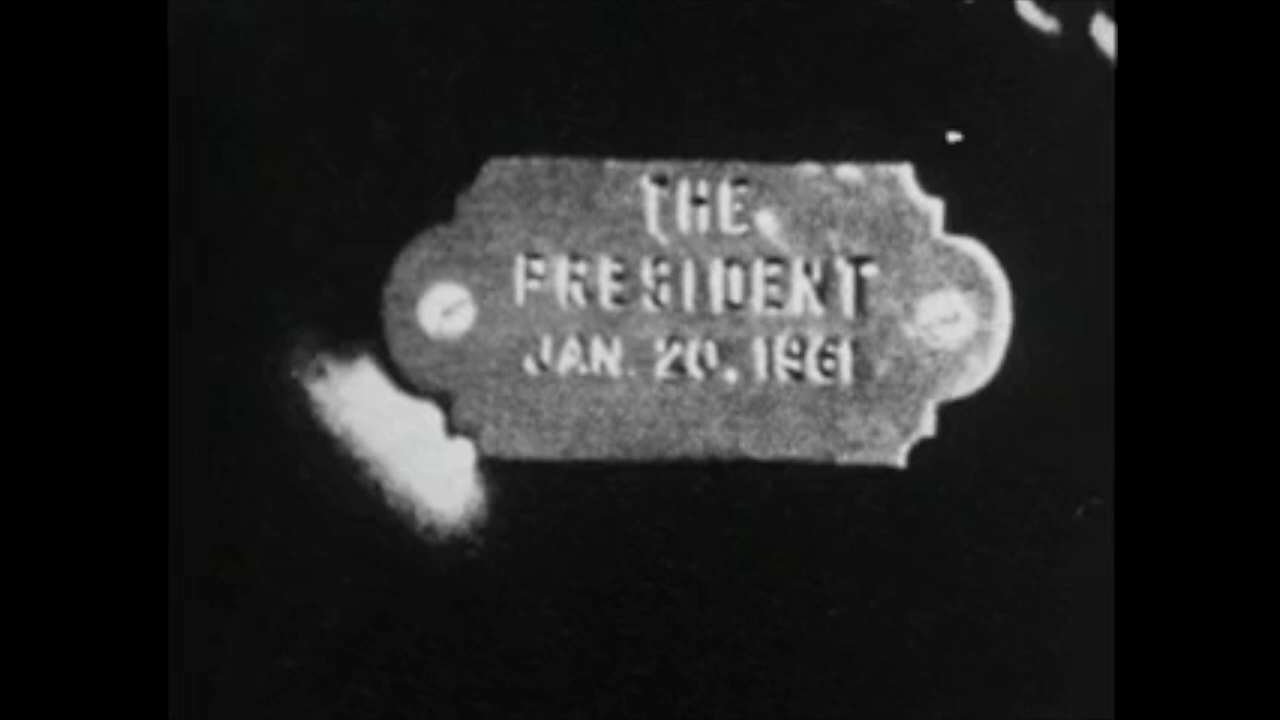 THE
PRESIDENT
JAN. 20, 1961